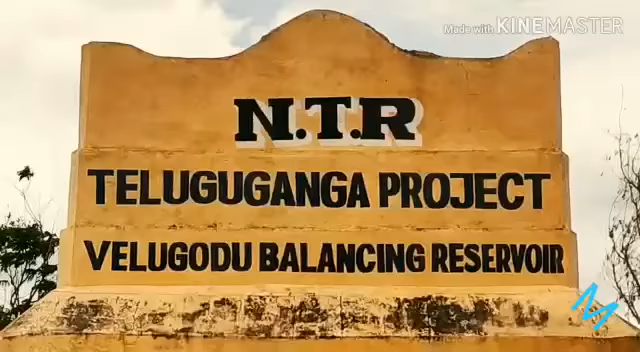 Made with KINEMASTER
N.T.R
TELUGUGANGA PROJECT
VELUGODU BALANCING RESERVOIR